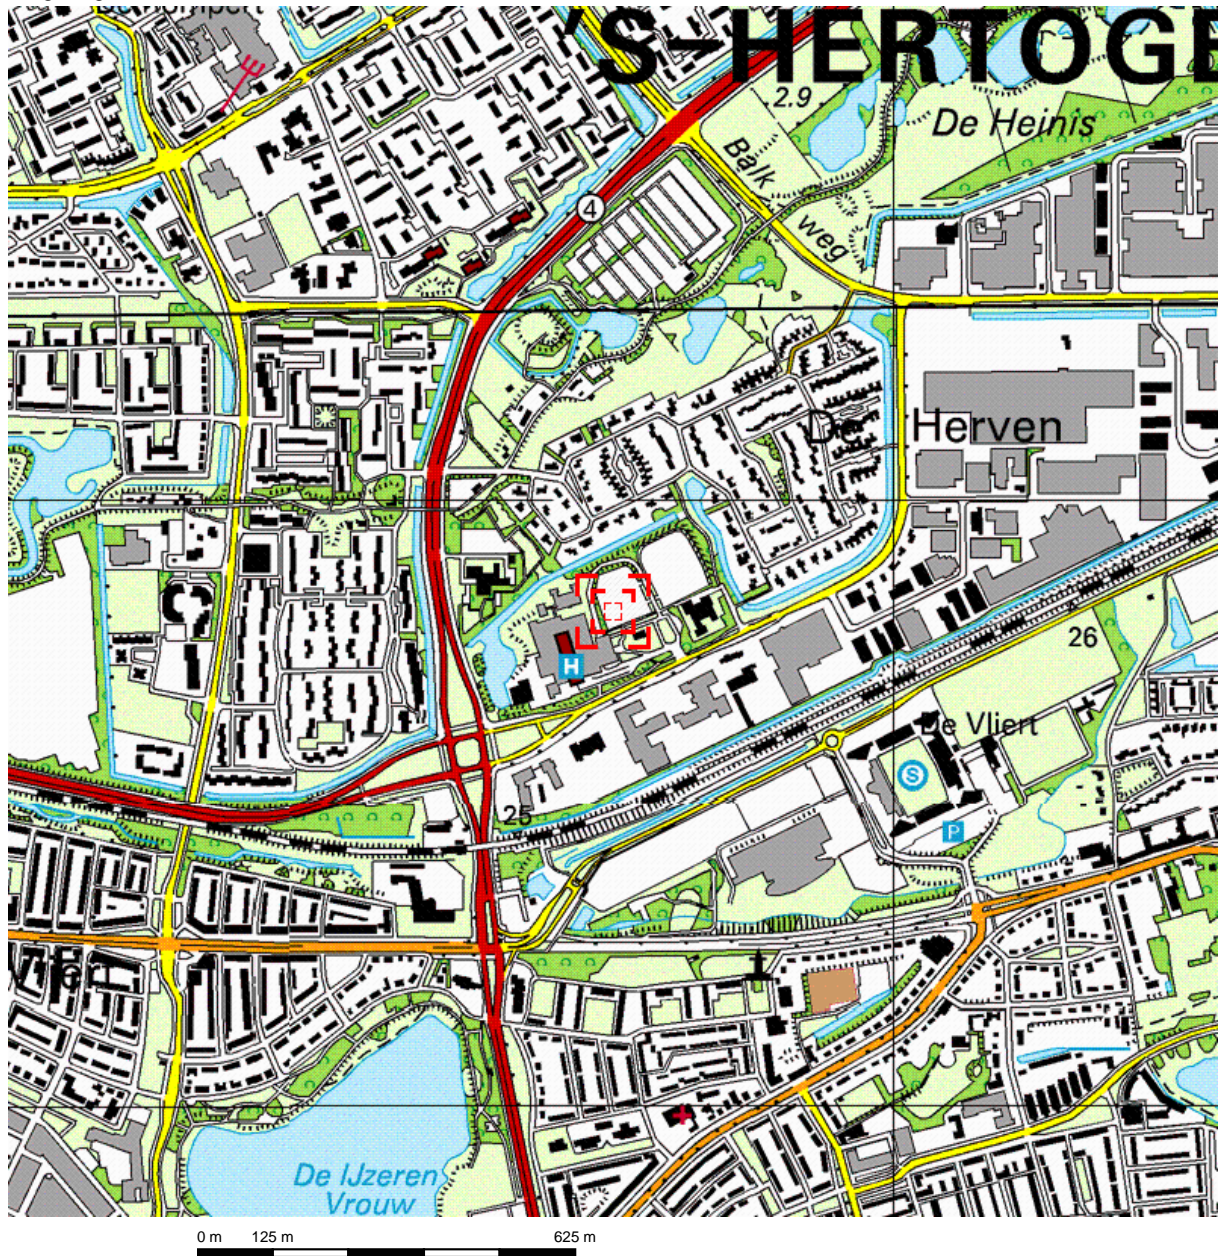 'S-HERTOGE
2.9
De Heinis
Balk
weg
4
De Herven
H
26
De Vliert
S
25
P
De IJzeren
Vrouw
0 m 125 m 625 m